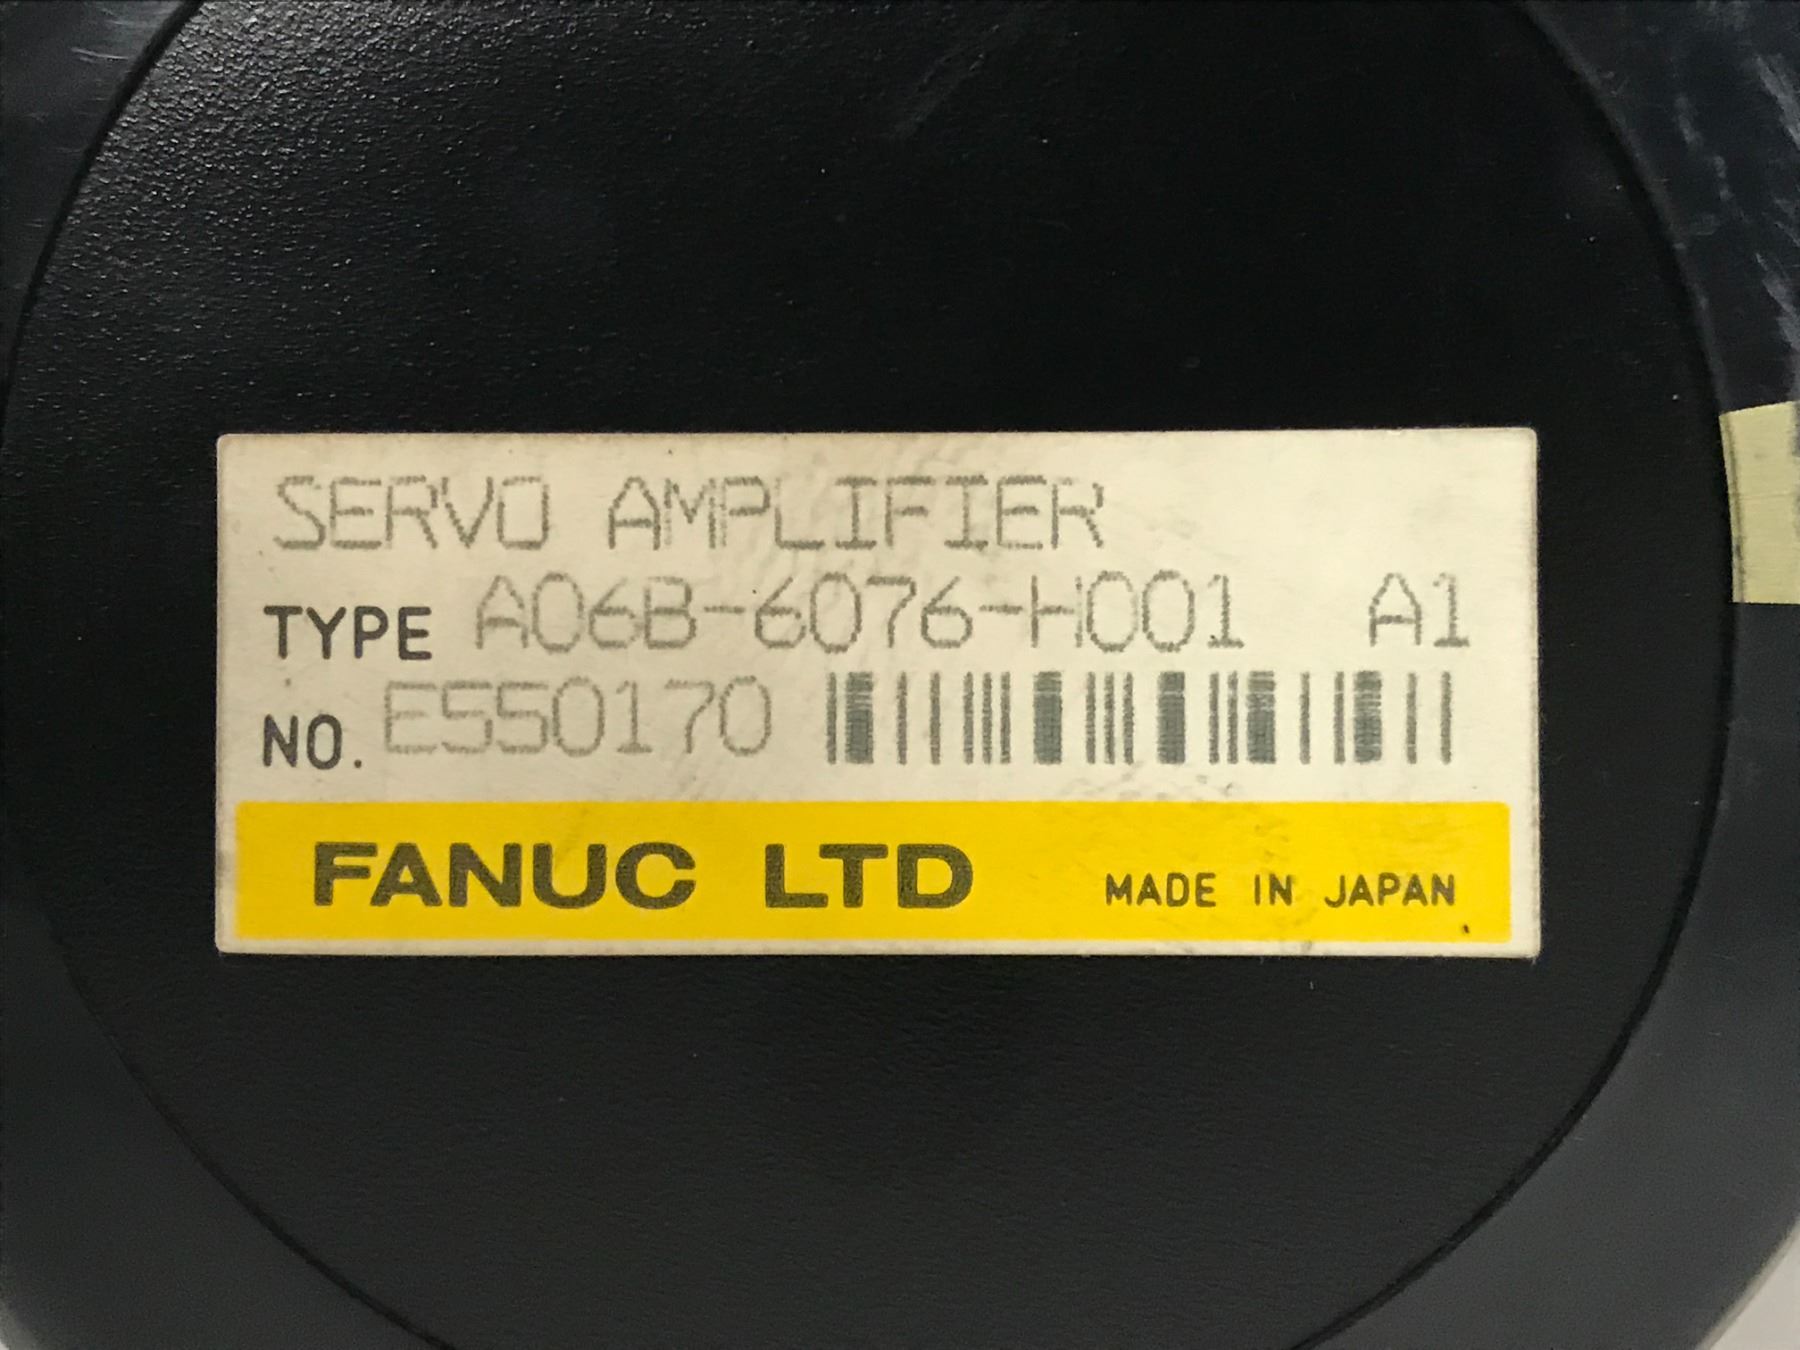 SERVO AMPLIFIER
TYPE A06B-6076-H001 A1
NO. E550170
FANUC LTD MADE IN JAPAN